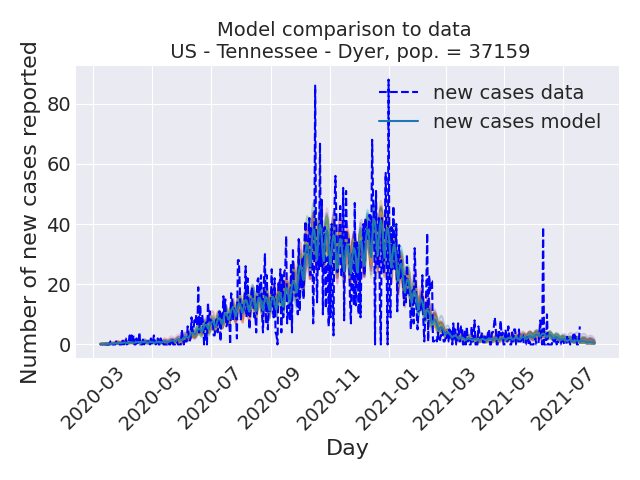 Model comparison to data
US - Tennessee - Dyer, pop. = 37159
Number of new cases reported
80
60
40
20
0
new cases data
new cases model
2020-03
2020-05
2020-07
2020-09
2020-11
2021-01
2021-03
2021-05
2021-07
Day